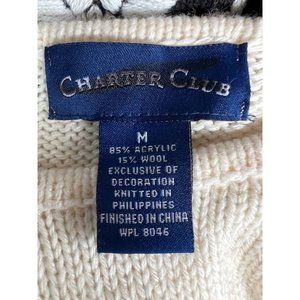 CHARTER CLUB
M
85% ACRYLIC
15% WOOL
EXCLUSIVE OF
DECORATION
KNITTED IN
PHILIPPINES
FINISHED IN CHINA
WPL 8046